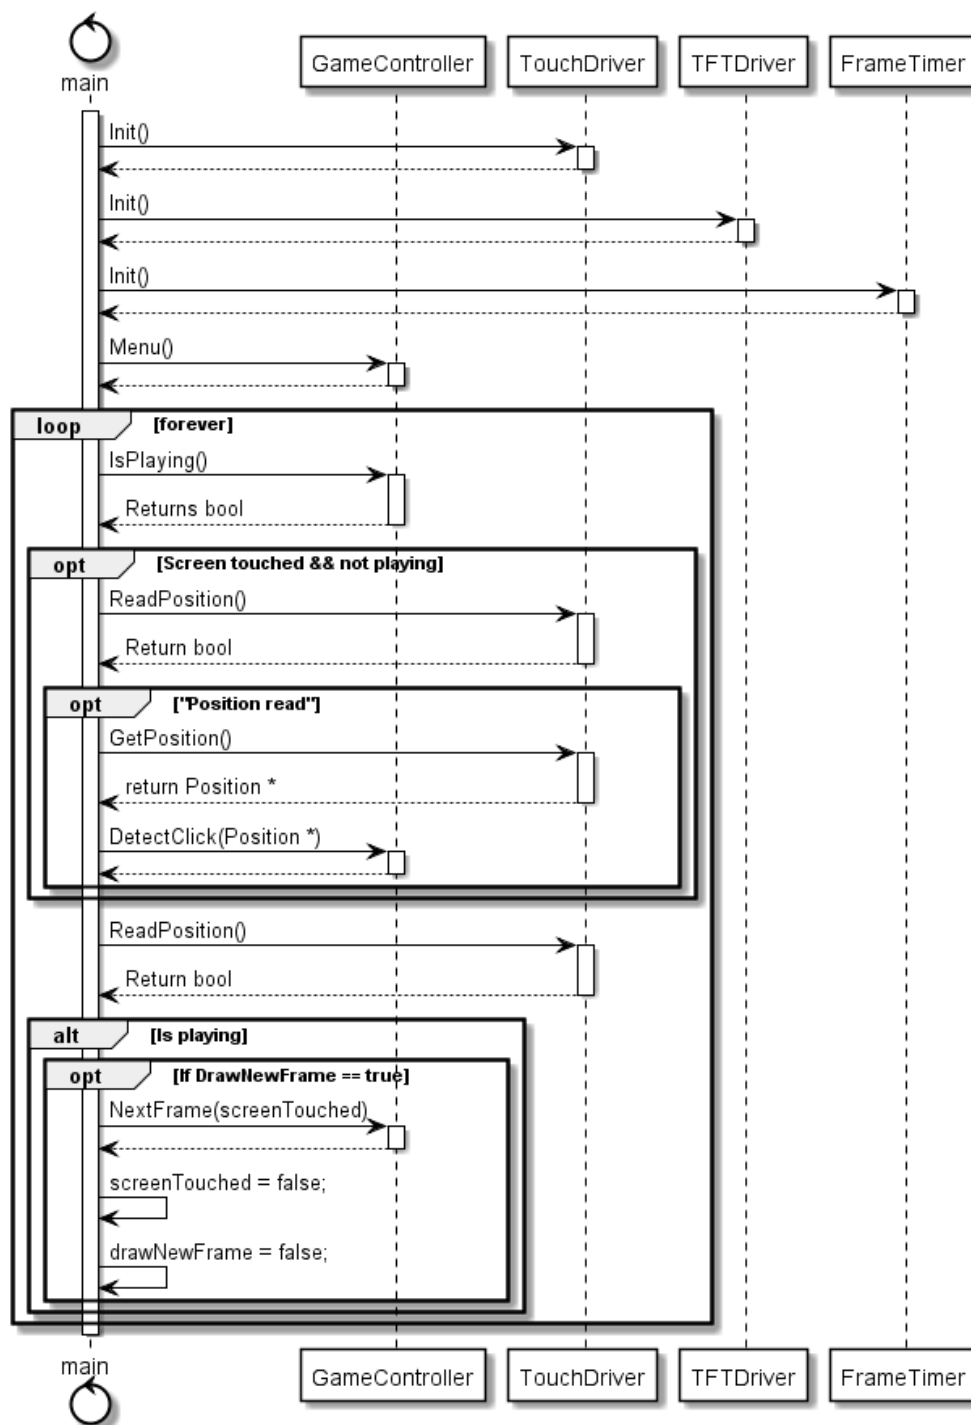 main
GameController
TouchDriver
TFTDriver
FrameTimer
Init()
Init()
Init()
Menu()
loop [forever]
IsPlaying()
Returns bool
opt [Screen touched && not playing]
ReadPosition()
Return bool
opt ["Position read"]
GetPosition()
return Position *
DetectClick(Position *)
ReadPosition()
Return bool
alt [Is playing]
opt [If DrawNewFrame == true]
NextFrame(screenTouched)
screenTouched = false;
drawNewFrame = false;
main
GameController
TouchDriver
TFTDriver
FrameTimer